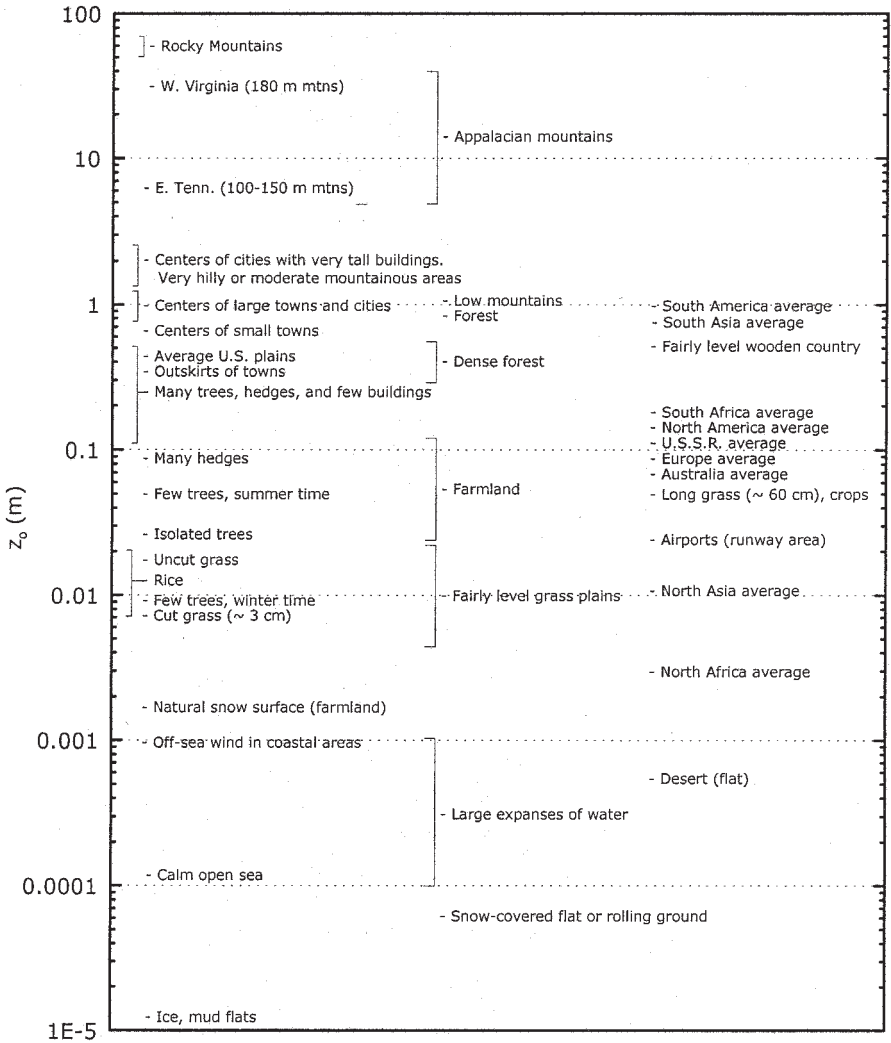 100
Rocky Mountains
W. Virginia (180 m mtns)
Appalacian mountains
10
E. Tenn. (100-150 m mtns)
Centers of cities with very tall buildings.
Very hilly or moderate mountainous areas
1
Centers of large towns and cities
Low mountains
Forest
South America average
South Asia average
Centers of small towns
Fairly level wooden country
Average U.S. plains
Outskirts of towns
Dense forest
Many trees, hedges, and few buildings
South Africa average
North America average
0.1
U.S.S.R. average
Many hedges
Europe average
Australia average
Few trees, summer time
Farmland
Long grass (~ 60 cm), crops
z₀ (m)
Isolated trees
Airports (runway area)
Uncut grass
Rice
0.01
Few trees, winter time
Fairly level grass plains
North Asia average
Cut grass (~ 3 cm)
North Africa average
Natural snow surface (farmland)
0.001
Off-sea wind in coastal areas
Desert (flat)
Large expanses of water
Calm open sea
0.0001
Snow-covered flat or rolling ground
Ice, mud flats
1E-5